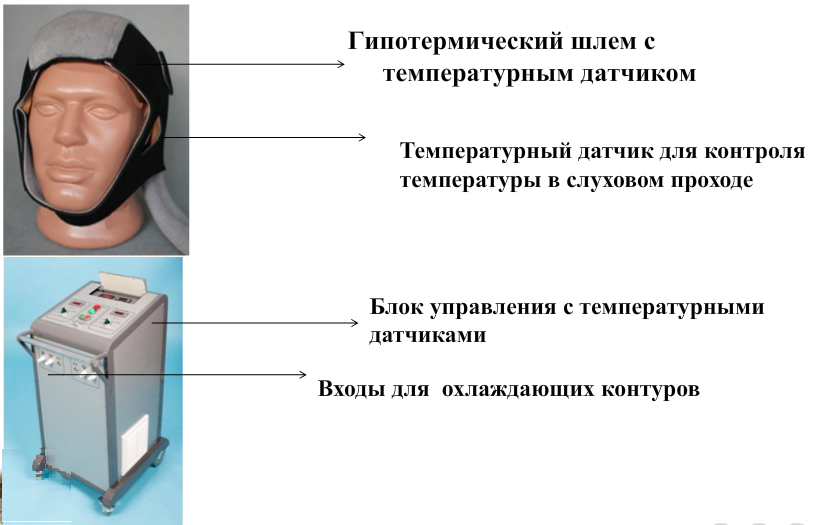 Гипотермический шлем с
температурным датчиком
Температурный датчик для контроля
температуры в слуховом проходе
Блок управления с температурными
датчиками
Входы для охлаждающих контуров